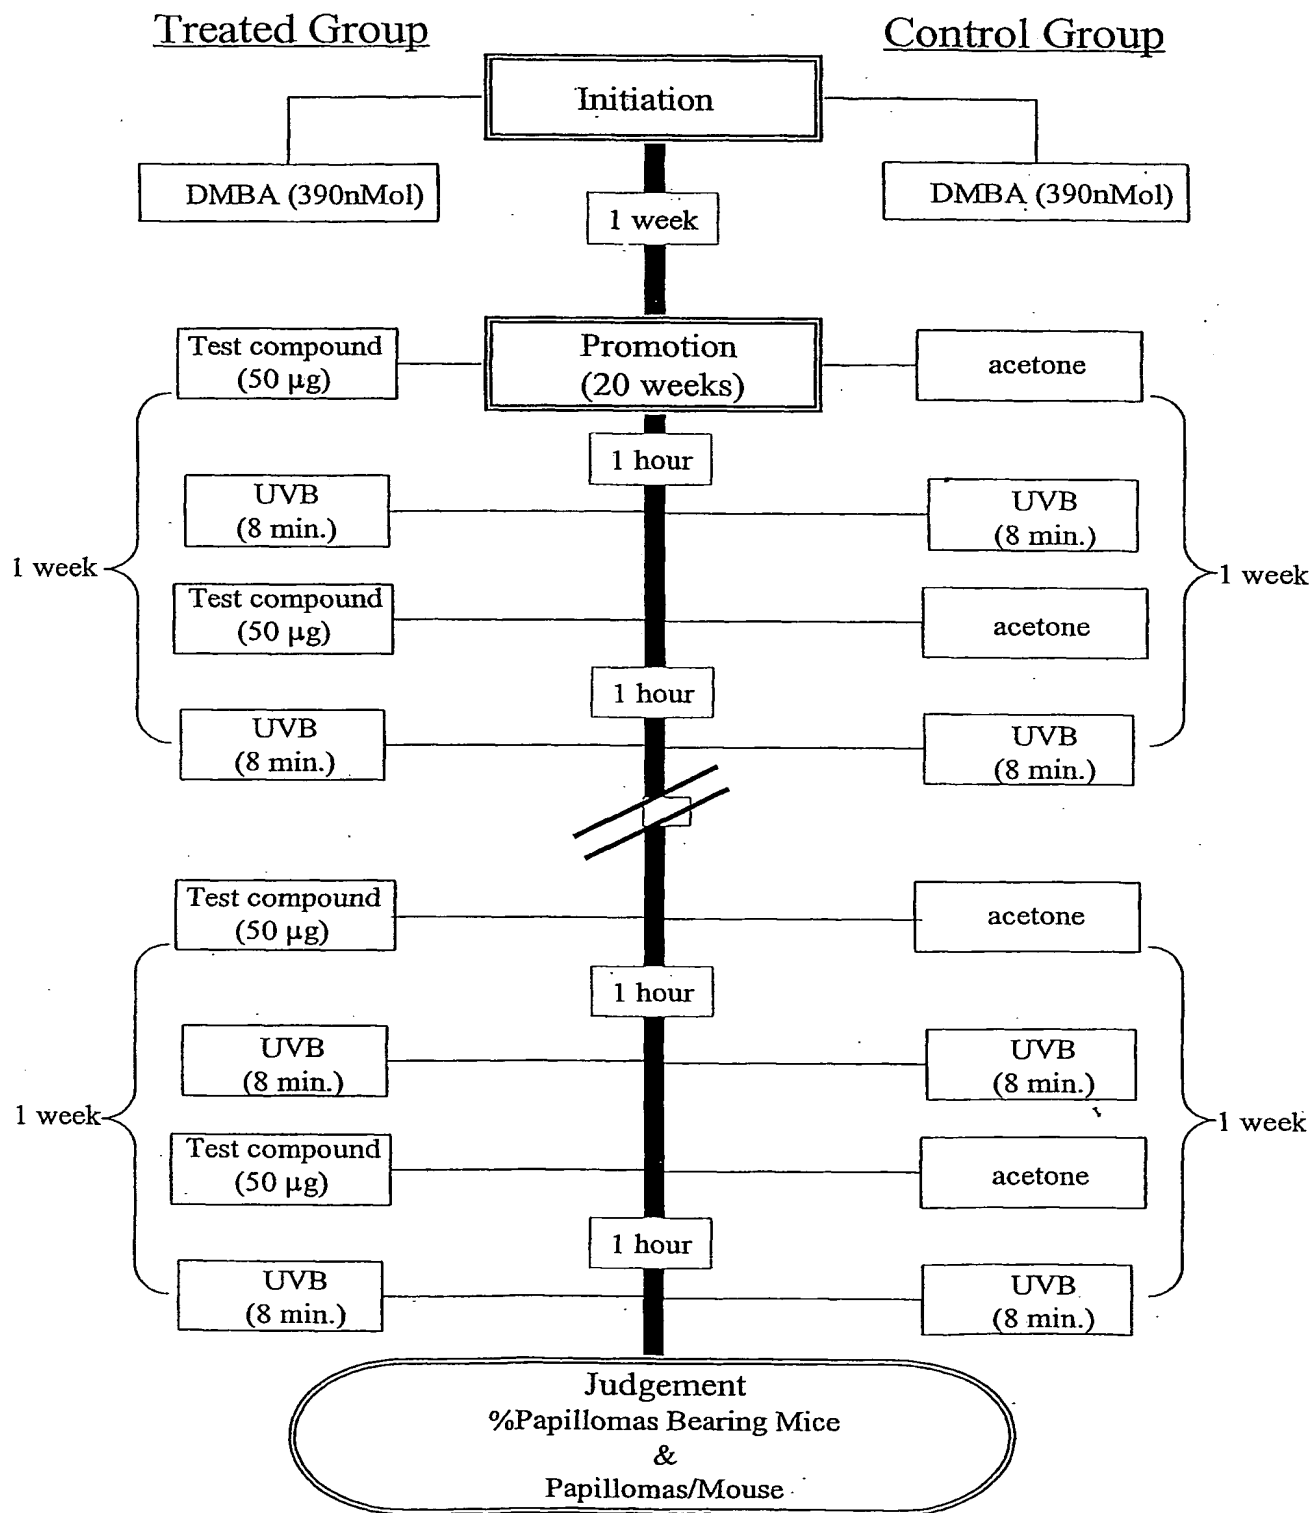 Treated Group
Control Group
Initiation
DMBA (390nMol)
DMBA (390nMol)
1 week
Test compound
(50 µg)
Promotion
(20 weeks)
acetone
1 hour
UVB
(8 min.)
UVB
(8 min.)
1 week
1 week
Test compound
(50 µg)
acetone
1 hour
UVB
(8 min.)
UVB
(8 min.)
Test compound
(50 µg)
acetone
1 hour
UVB
(8 min.)
UVB
(8 min.)
1 week
1 week
Test compound
(50 µg)
acetone
1 hour
UVB
(8 min.)
UVB
(8 min.)
Judgement
%Papillomas Bearing Mice
&
Papillomas/Mouse